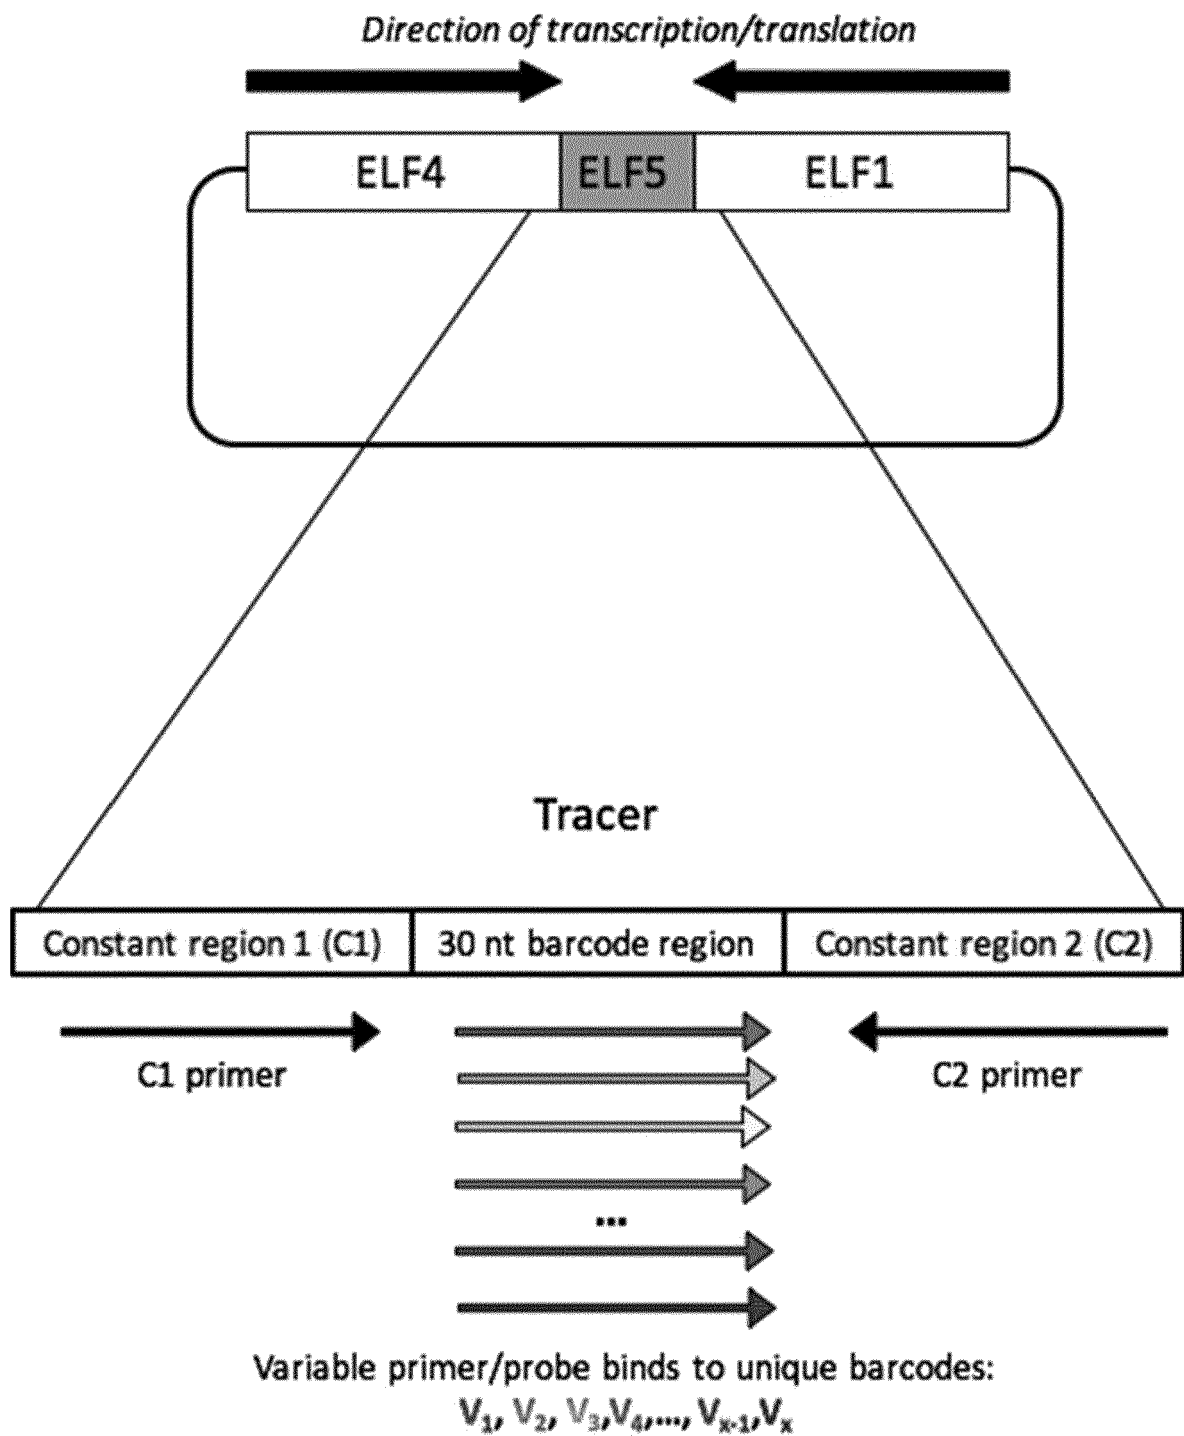 Direction of transcription/translation
ELF4 ELF5 ELF1
Tracer
Constant region 1 (C1) 30 nt barcode region Constant region 2 (C2)
C1 primer C2 primer
...
Variable primer/probe binds to unique barcodes:
V₁, V₂, V₃,V₄,..., Vₓ₋₁,Vₓ